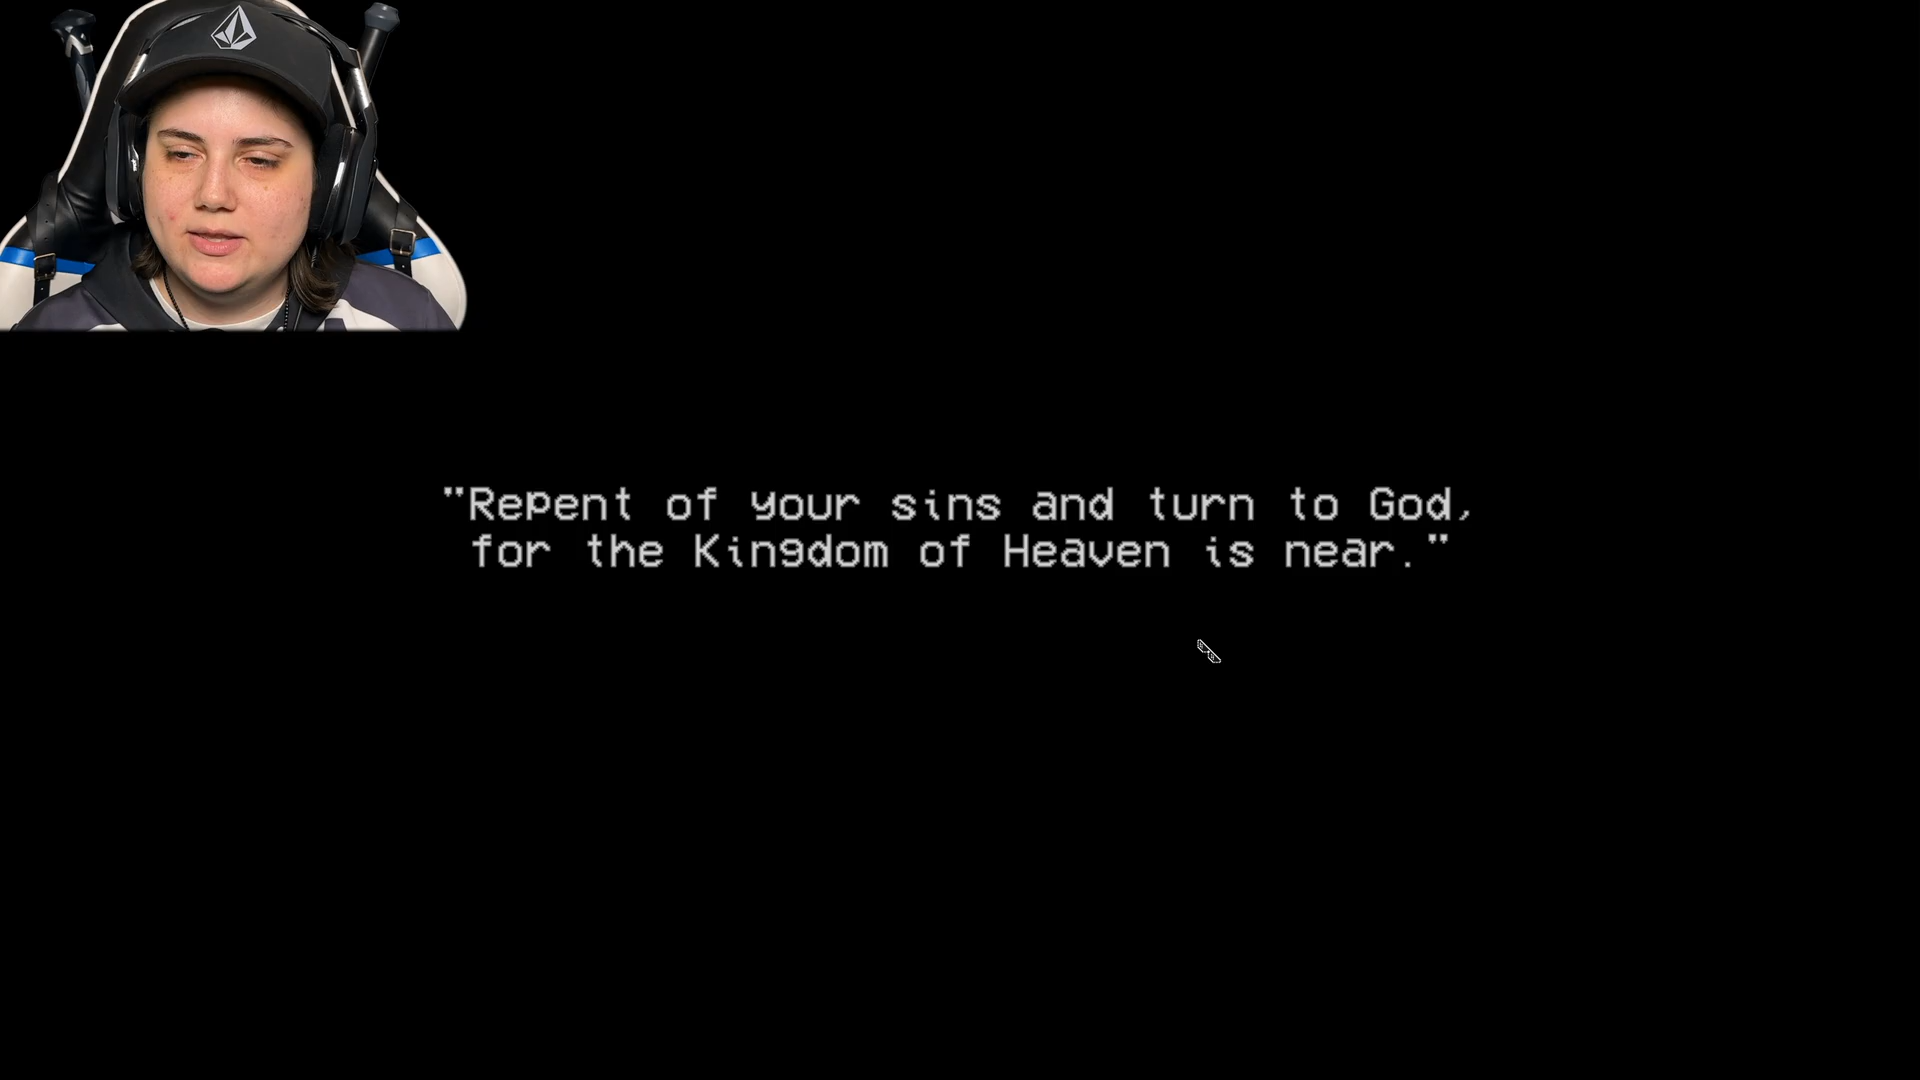 "Repent of your sins and turn to God,
for the Kingdom of Heaven is near."